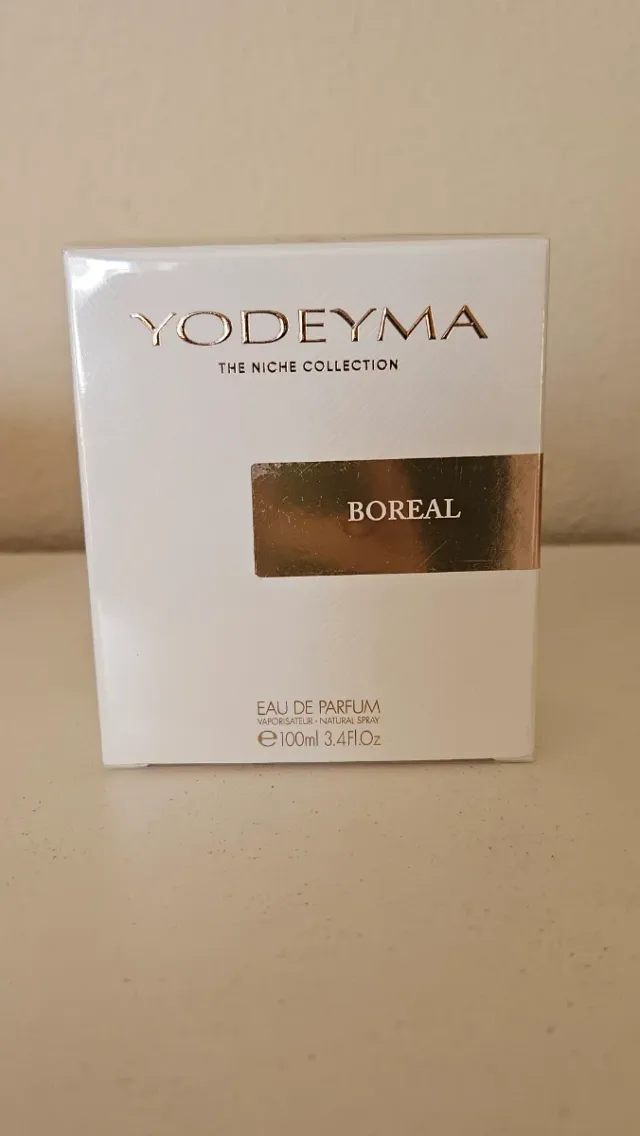 YODEYMA
THE NICHE COLLECTION
BOREAL
EAU DE PARFUM
VAPORISATEUR - NATURAL SPRAY
℮100ml 3.4Fl.Oz